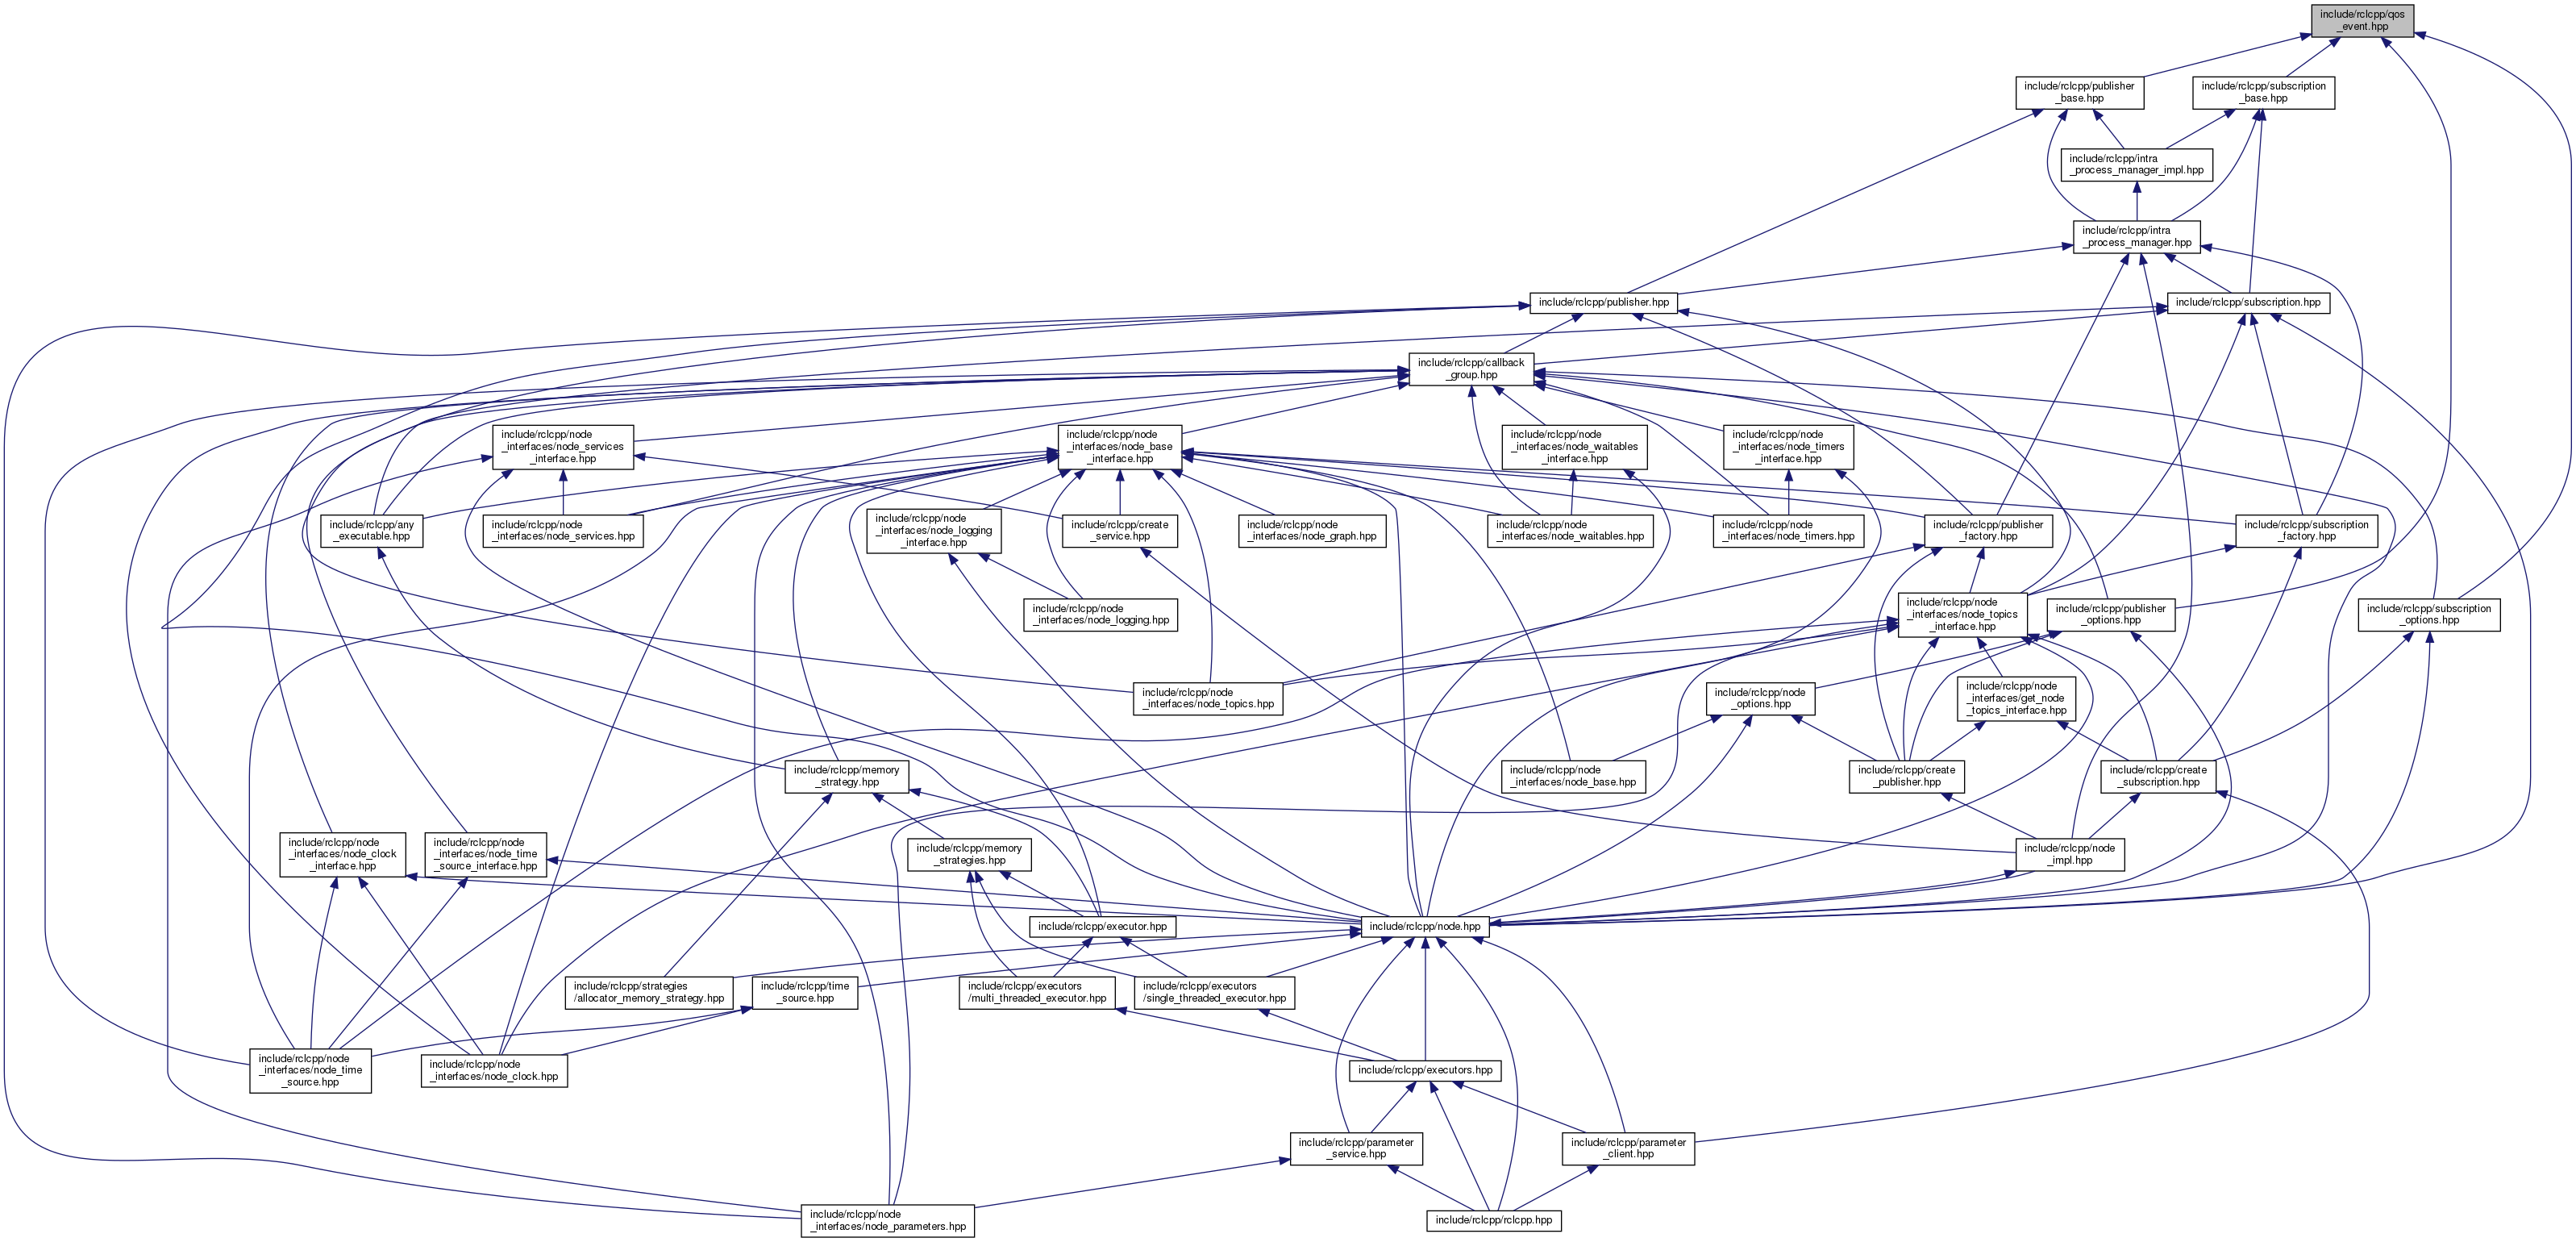 include/rclcpp/qos
_event.hpp
include/rclcpp/publisher
_base.hpp
include/rclcpp/subscription
_base.hpp
include/rclcpp/intra
_process_manager_impl.hpp
include/rclcpp/intra
_process_manager.hpp
include/rclcpp/publisher.hpp
include/rclcpp/subscription.hpp
include/rclcpp/callback
_group.hpp
include/rclcpp/node
_interfaces/node_services
_interface.hpp
include/rclcpp/node
_interfaces/node_base
_interface.hpp
include/rclcpp/node
_interfaces/node_waitables
_interface.hpp
include/rclcpp/node
_interfaces/node_timers
_interface.hpp
include/rclcpp/any
_executable.hpp
include/rclcpp/node
_interfaces/node_services.hpp
include/rclcpp/node
_interfaces/node_logging
_interface.hpp
include/rclcpp/create
_service.hpp
include/rclcpp/node
_interfaces/node_graph.hpp
include/rclcpp/node
_interfaces/node_waitables.hpp
include/rclcpp/node
_interfaces/node_timers.hpp
include/rclcpp/publisher
_factory.hpp
include/rclcpp/subscription
_factory.hpp
include/rclcpp/node
_interfaces/node_logging.hpp
include/rclcpp/node
_interfaces/node_topics
_interface.hpp
include/rclcpp/publisher
_options.hpp
include/rclcpp/subscription
_options.hpp
include/rclcpp/node
_interfaces/node_topics.hpp
include/rclcpp/node
_options.hpp
include/rclcpp/node
_interfaces/get_node
_topics_interface.hpp
include/rclcpp/memory
_strategy.hpp
include/rclcpp/node
_interfaces/node_base.hpp
include/rclcpp/create
_publisher.hpp
include/rclcpp/create
_subscription.hpp
include/rclcpp/node
_interfaces/node_clock
_interface.hpp
include/rclcpp/node
_interfaces/node_time
_source_interface.hpp
include/rclcpp/memory
_strategies.hpp
include/rclcpp/node
_impl.hpp
include/rclcpp/executor.hpp
include/rclcpp/node.hpp
include/rclcpp/strategies
/allocator_memory_strategy.hpp
include/rclcpp/time
_source.hpp
include/rclcpp/executors
/multi_threaded_executor.hpp
include/rclcpp/executors
/single_threaded_executor.hpp
include/rclcpp/node
_interfaces/node_time
_source.hpp
include/rclcpp/node
_interfaces/node_clock.hpp
include/rclcpp/executors.hpp
include/rclcpp/parameter
_service.hpp
include/rclcpp/parameter
_client.hpp
include/rclcpp/node
_interfaces/node_parameters.hpp
include/rclcpp/rclcpp.hpp